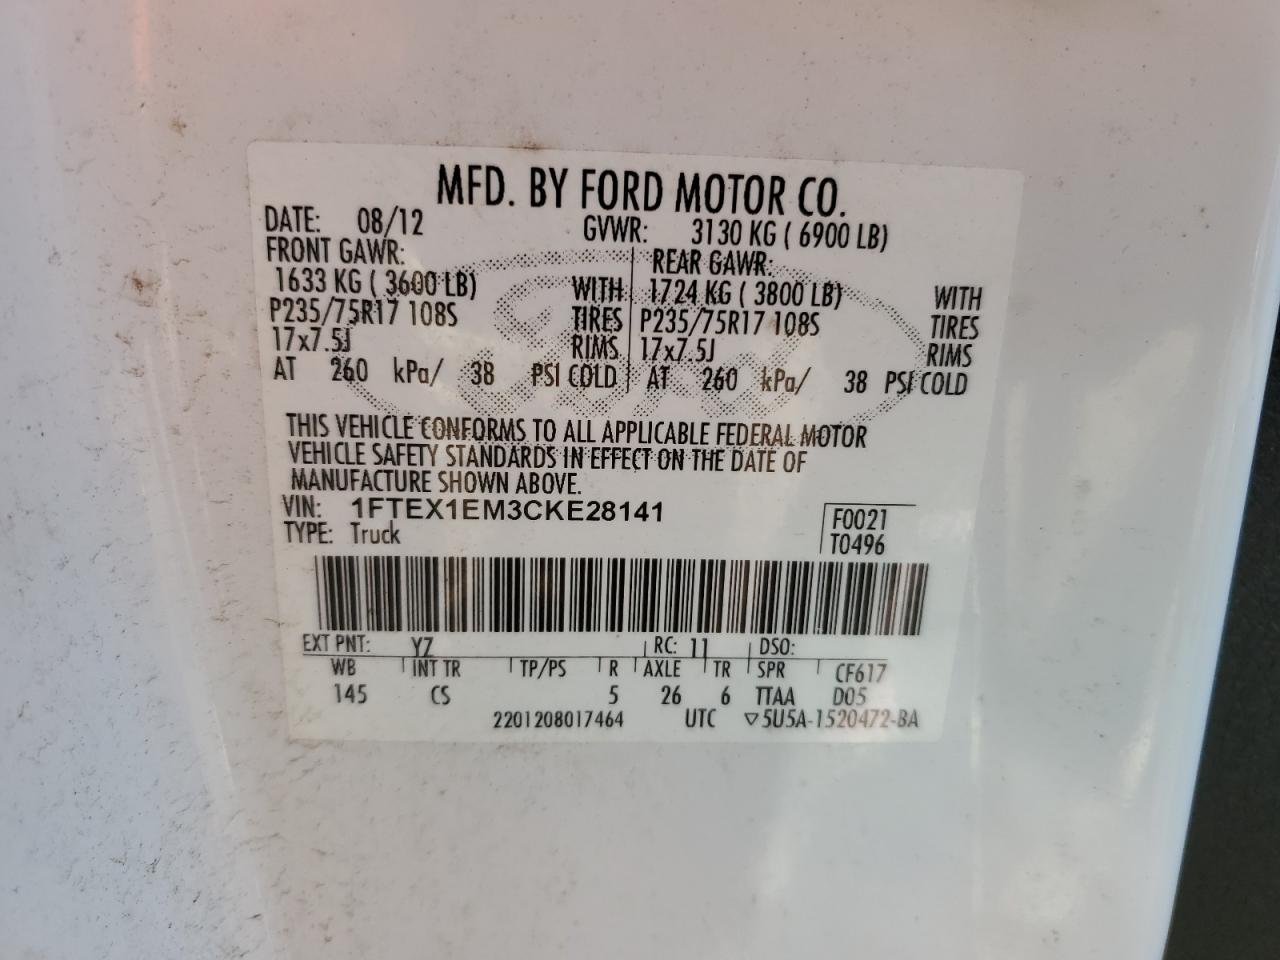 MFD. BY FORD MOTOR CO.
DATE: 08/12 GVWR: 3130 KG ( 6900 LB)
FRONT GAWR: REAR GAWR:
1633 KG ( 3600 LB) WITH 1724 KG ( 3800 LB) WITH
P235/75R17 108S TIRES P235/75R17 108S TIRES
17x7.5J RIMS 17x7.5J RIMS
AT 260 kPa/ 38 PSI COLD AT 260 kPa/ 38 PSI COLD
THIS VEHICLE CONFORMS TO ALL APPLICABLE FEDERAL MOTOR
VEHICLE SAFETY STANDARDS IN EFFECT ON THE DATE OF
MANUFACTURE SHOWN ABOVE.
VIN: 1FTEX1EM3CKE28141 F0021
TYPE: Truck T0496
EXT PNT: YZ RC: 11 DSO:
WB INT TR TP/PS R AXLE TR SPR CF617
145 CS 5 26 6 TTAA D05
2201208017464 UTC ▽5U5A-1520472-BA